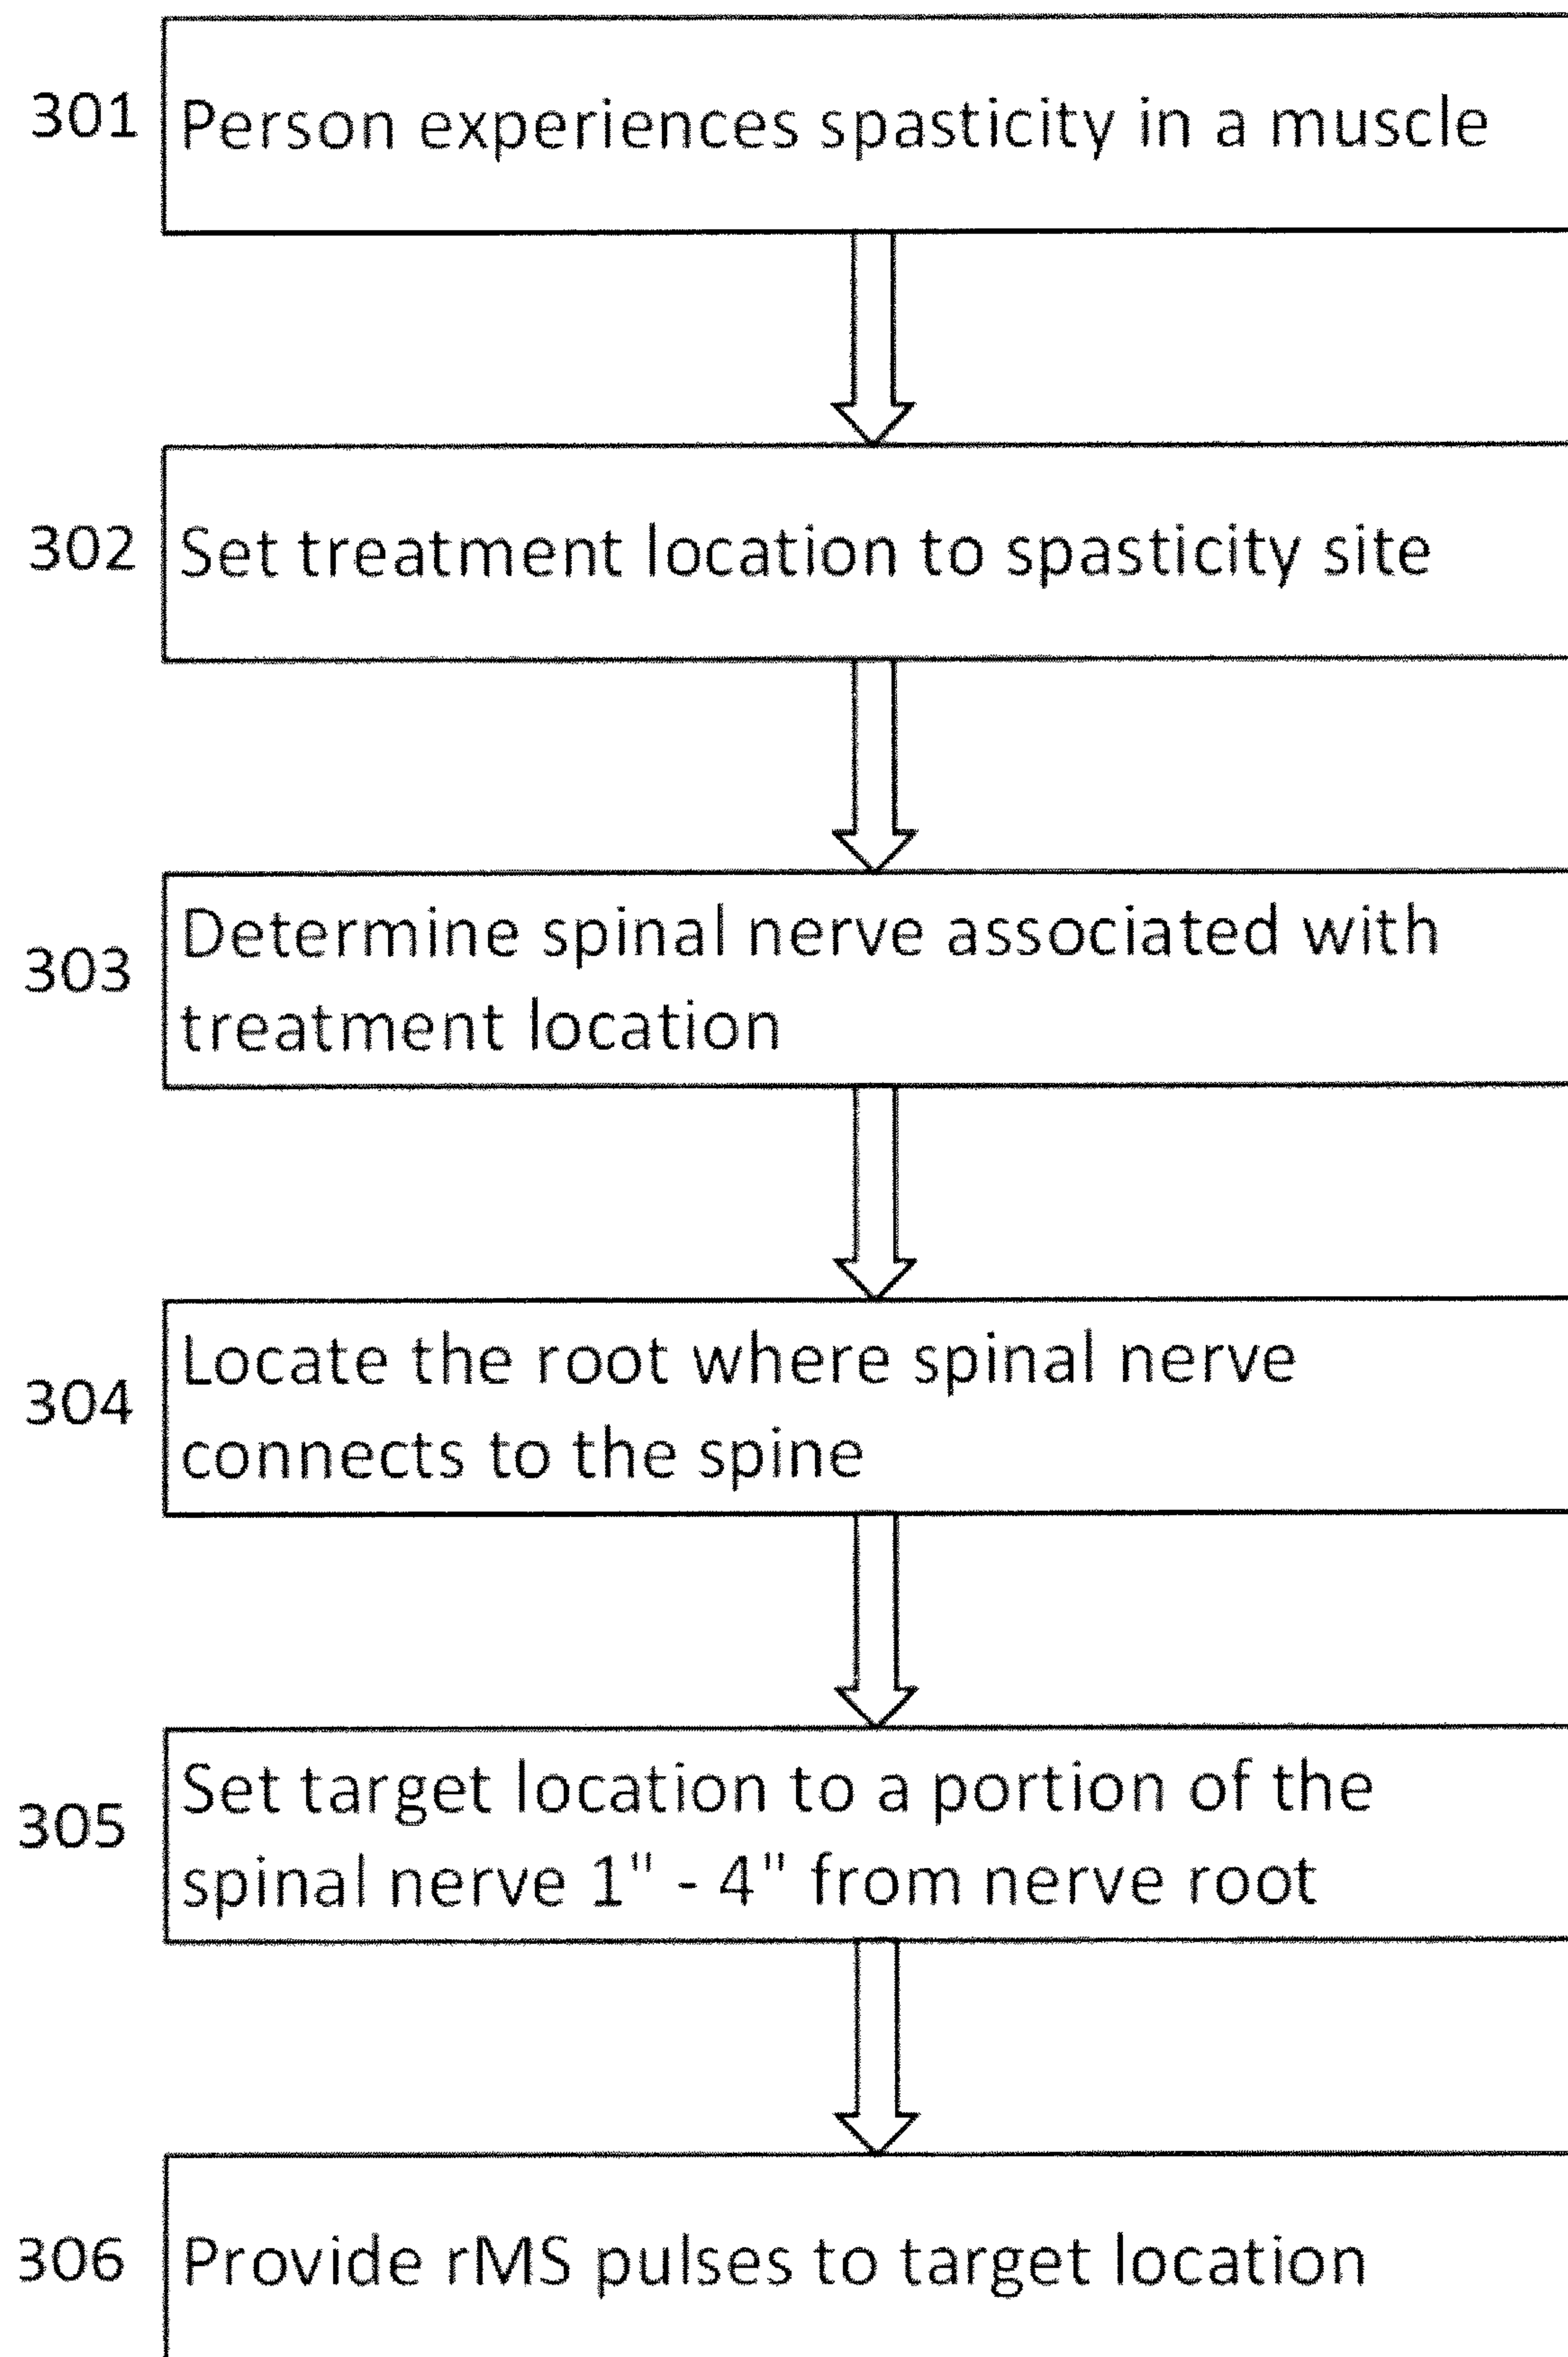 301 Person experiences spasticity in a muscle
302 Set treatment location to spasticity site
303 Determine spinal nerve associated with
treatment location
304 Locate the root where spinal nerve
connects to the spine
305 Set target location to a portion of the
spinal nerve 1" - 4" from nerve root
306 Provide rMS pulses to target location